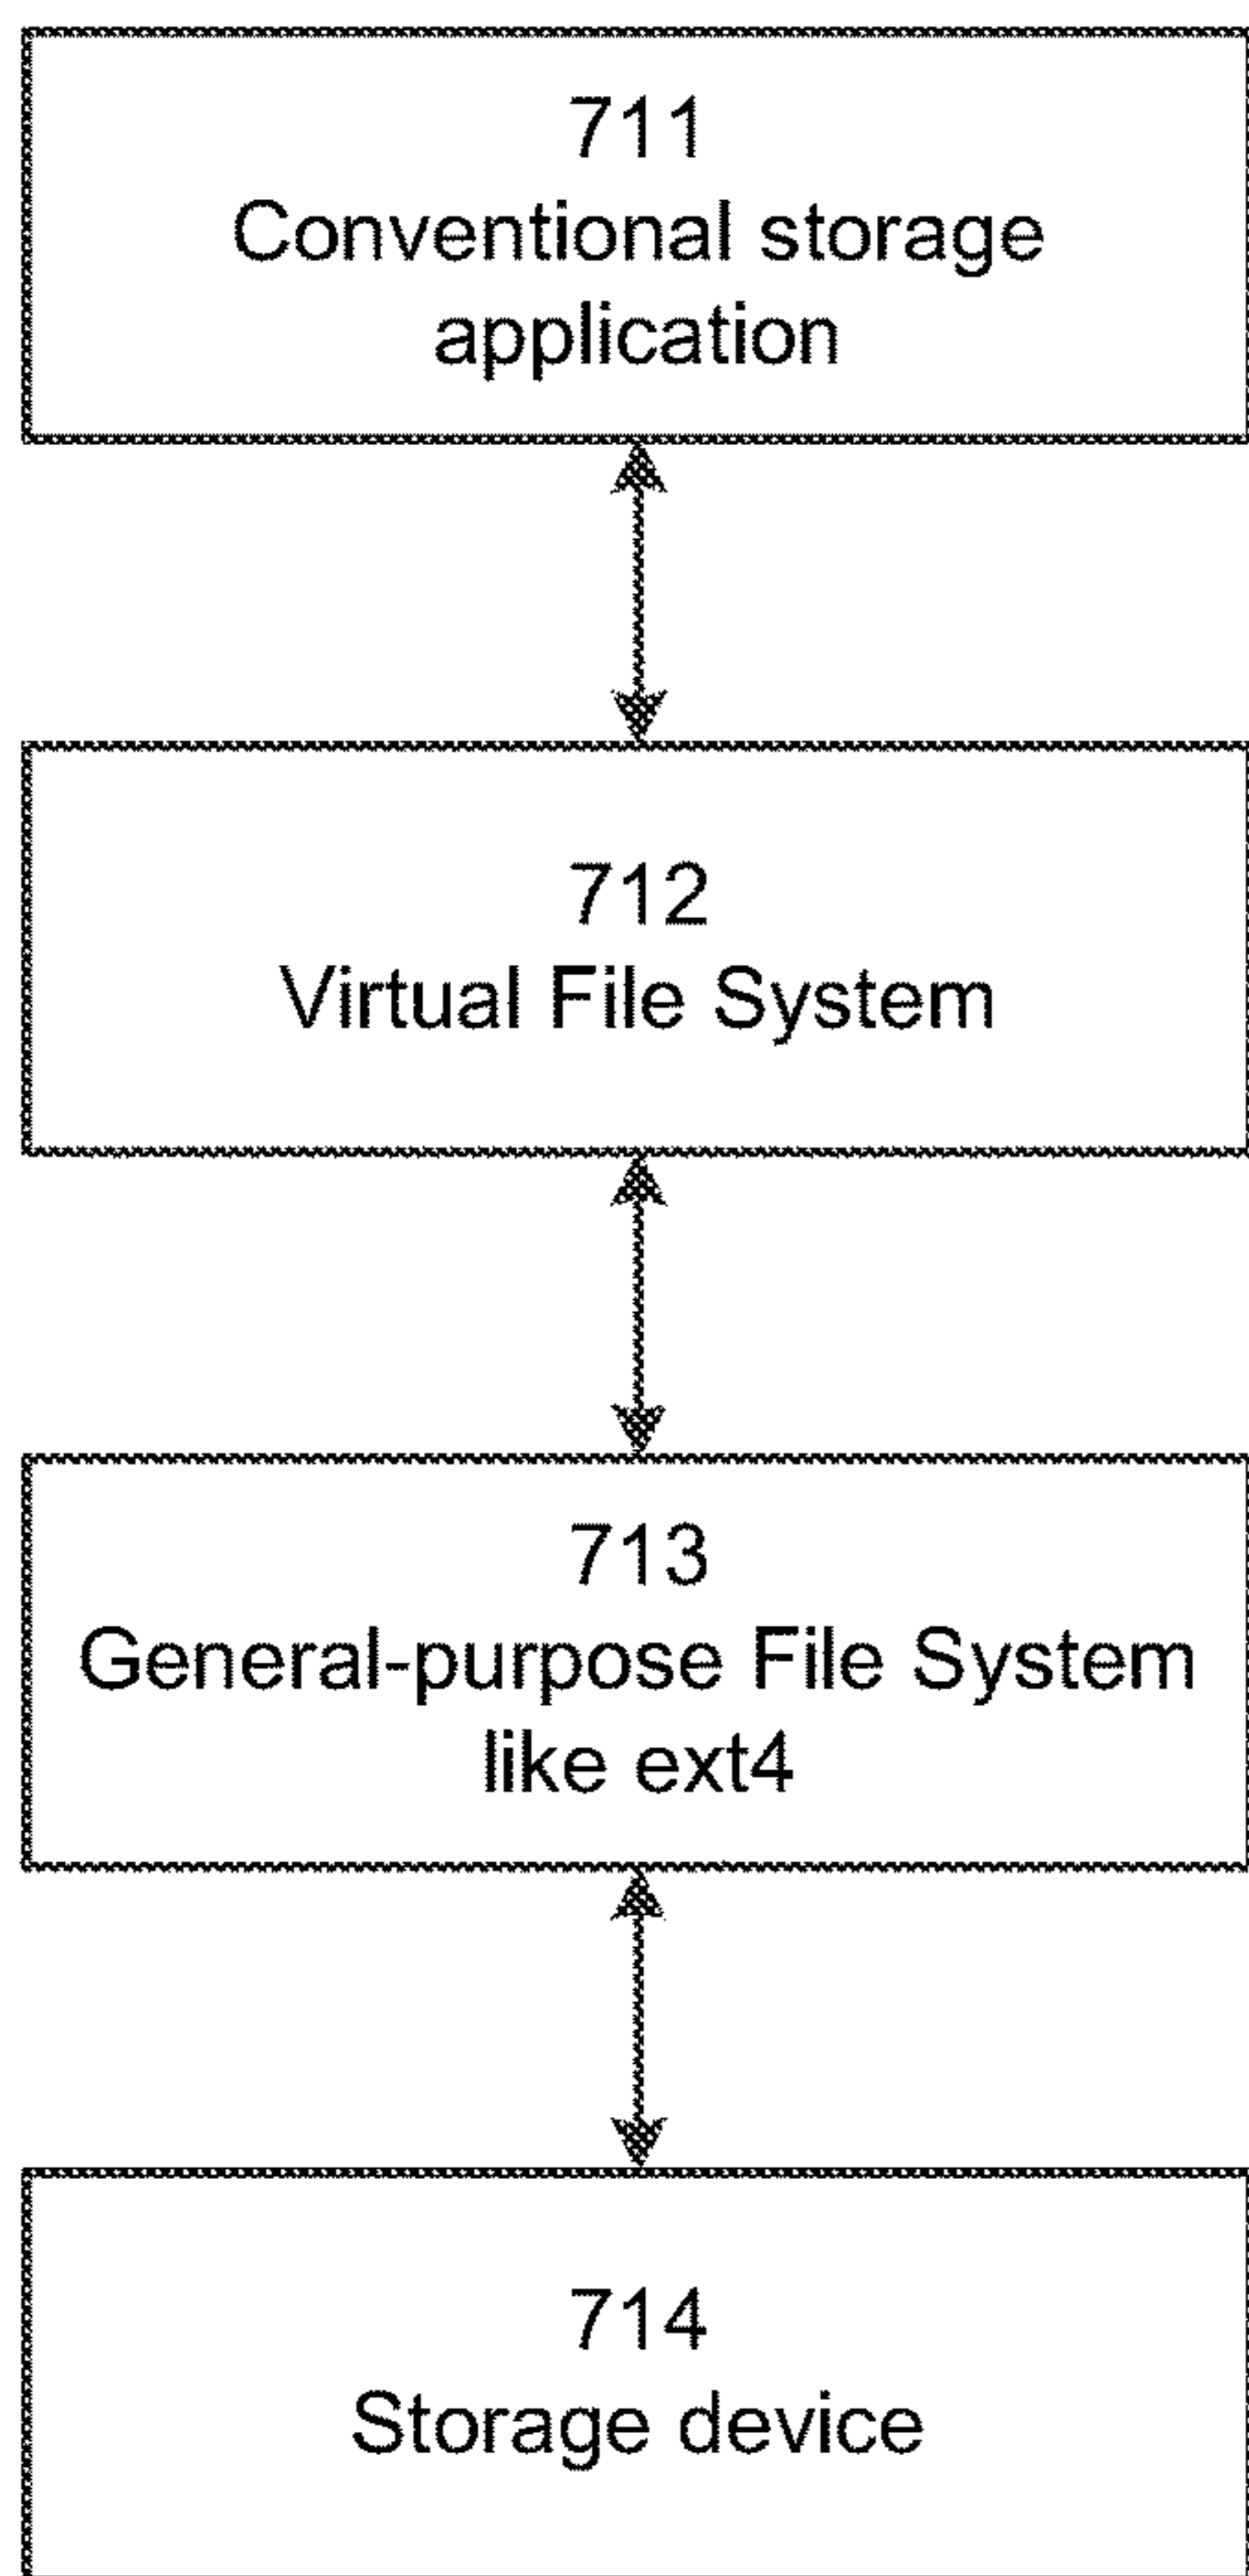 711
Conventional storage
application
712
Virtual File System
713
General-purpose File System
like ext4
714
Storage device